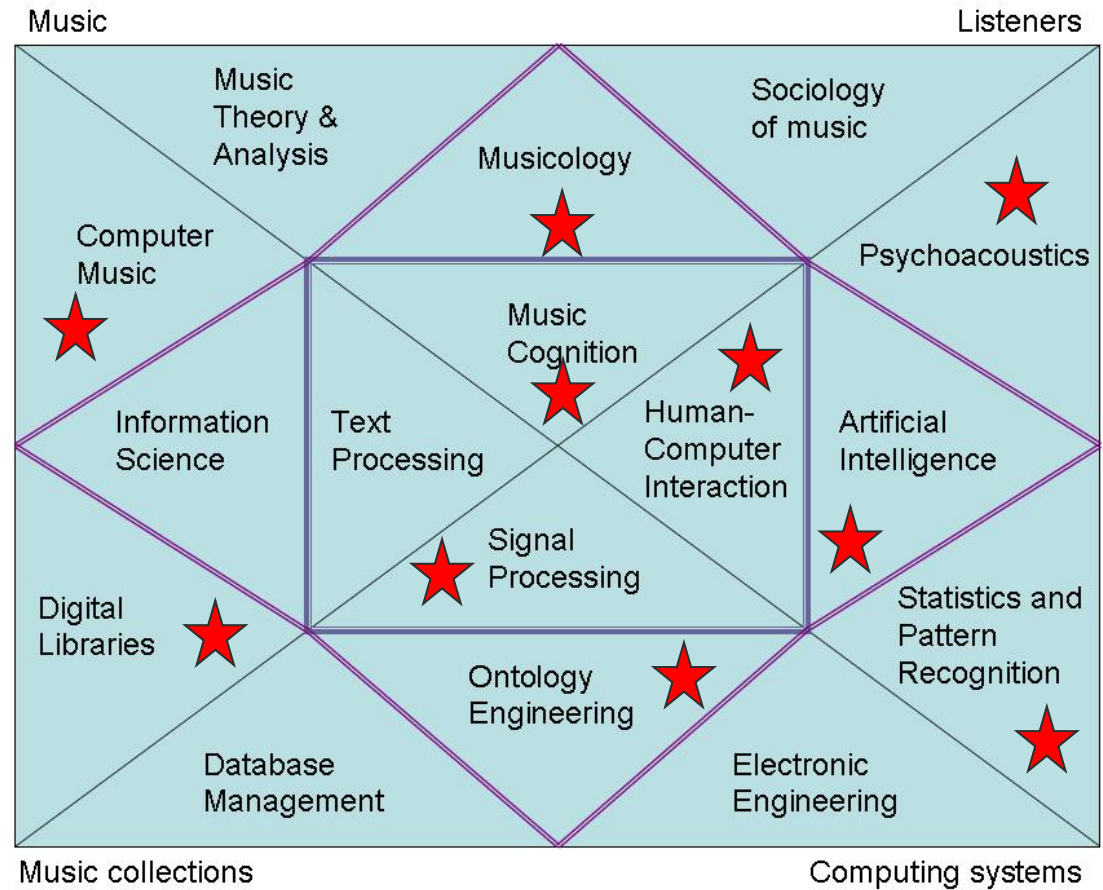 Music
Listeners
Music
Theory &
Analysis
Sociology
of music
Musicology
Computer
Music
Psychoacoustics
Music
Cognition
Information
Science
Text
Processing
Human-
Computer
Interaction
Artificial
Intelligence
Signal
Processing
Digital
Libraries
Statistics and
Pattern
Recognition
Ontology
Engineering
Database
Management
Electronic
Engineering
Music collections
Computing systems